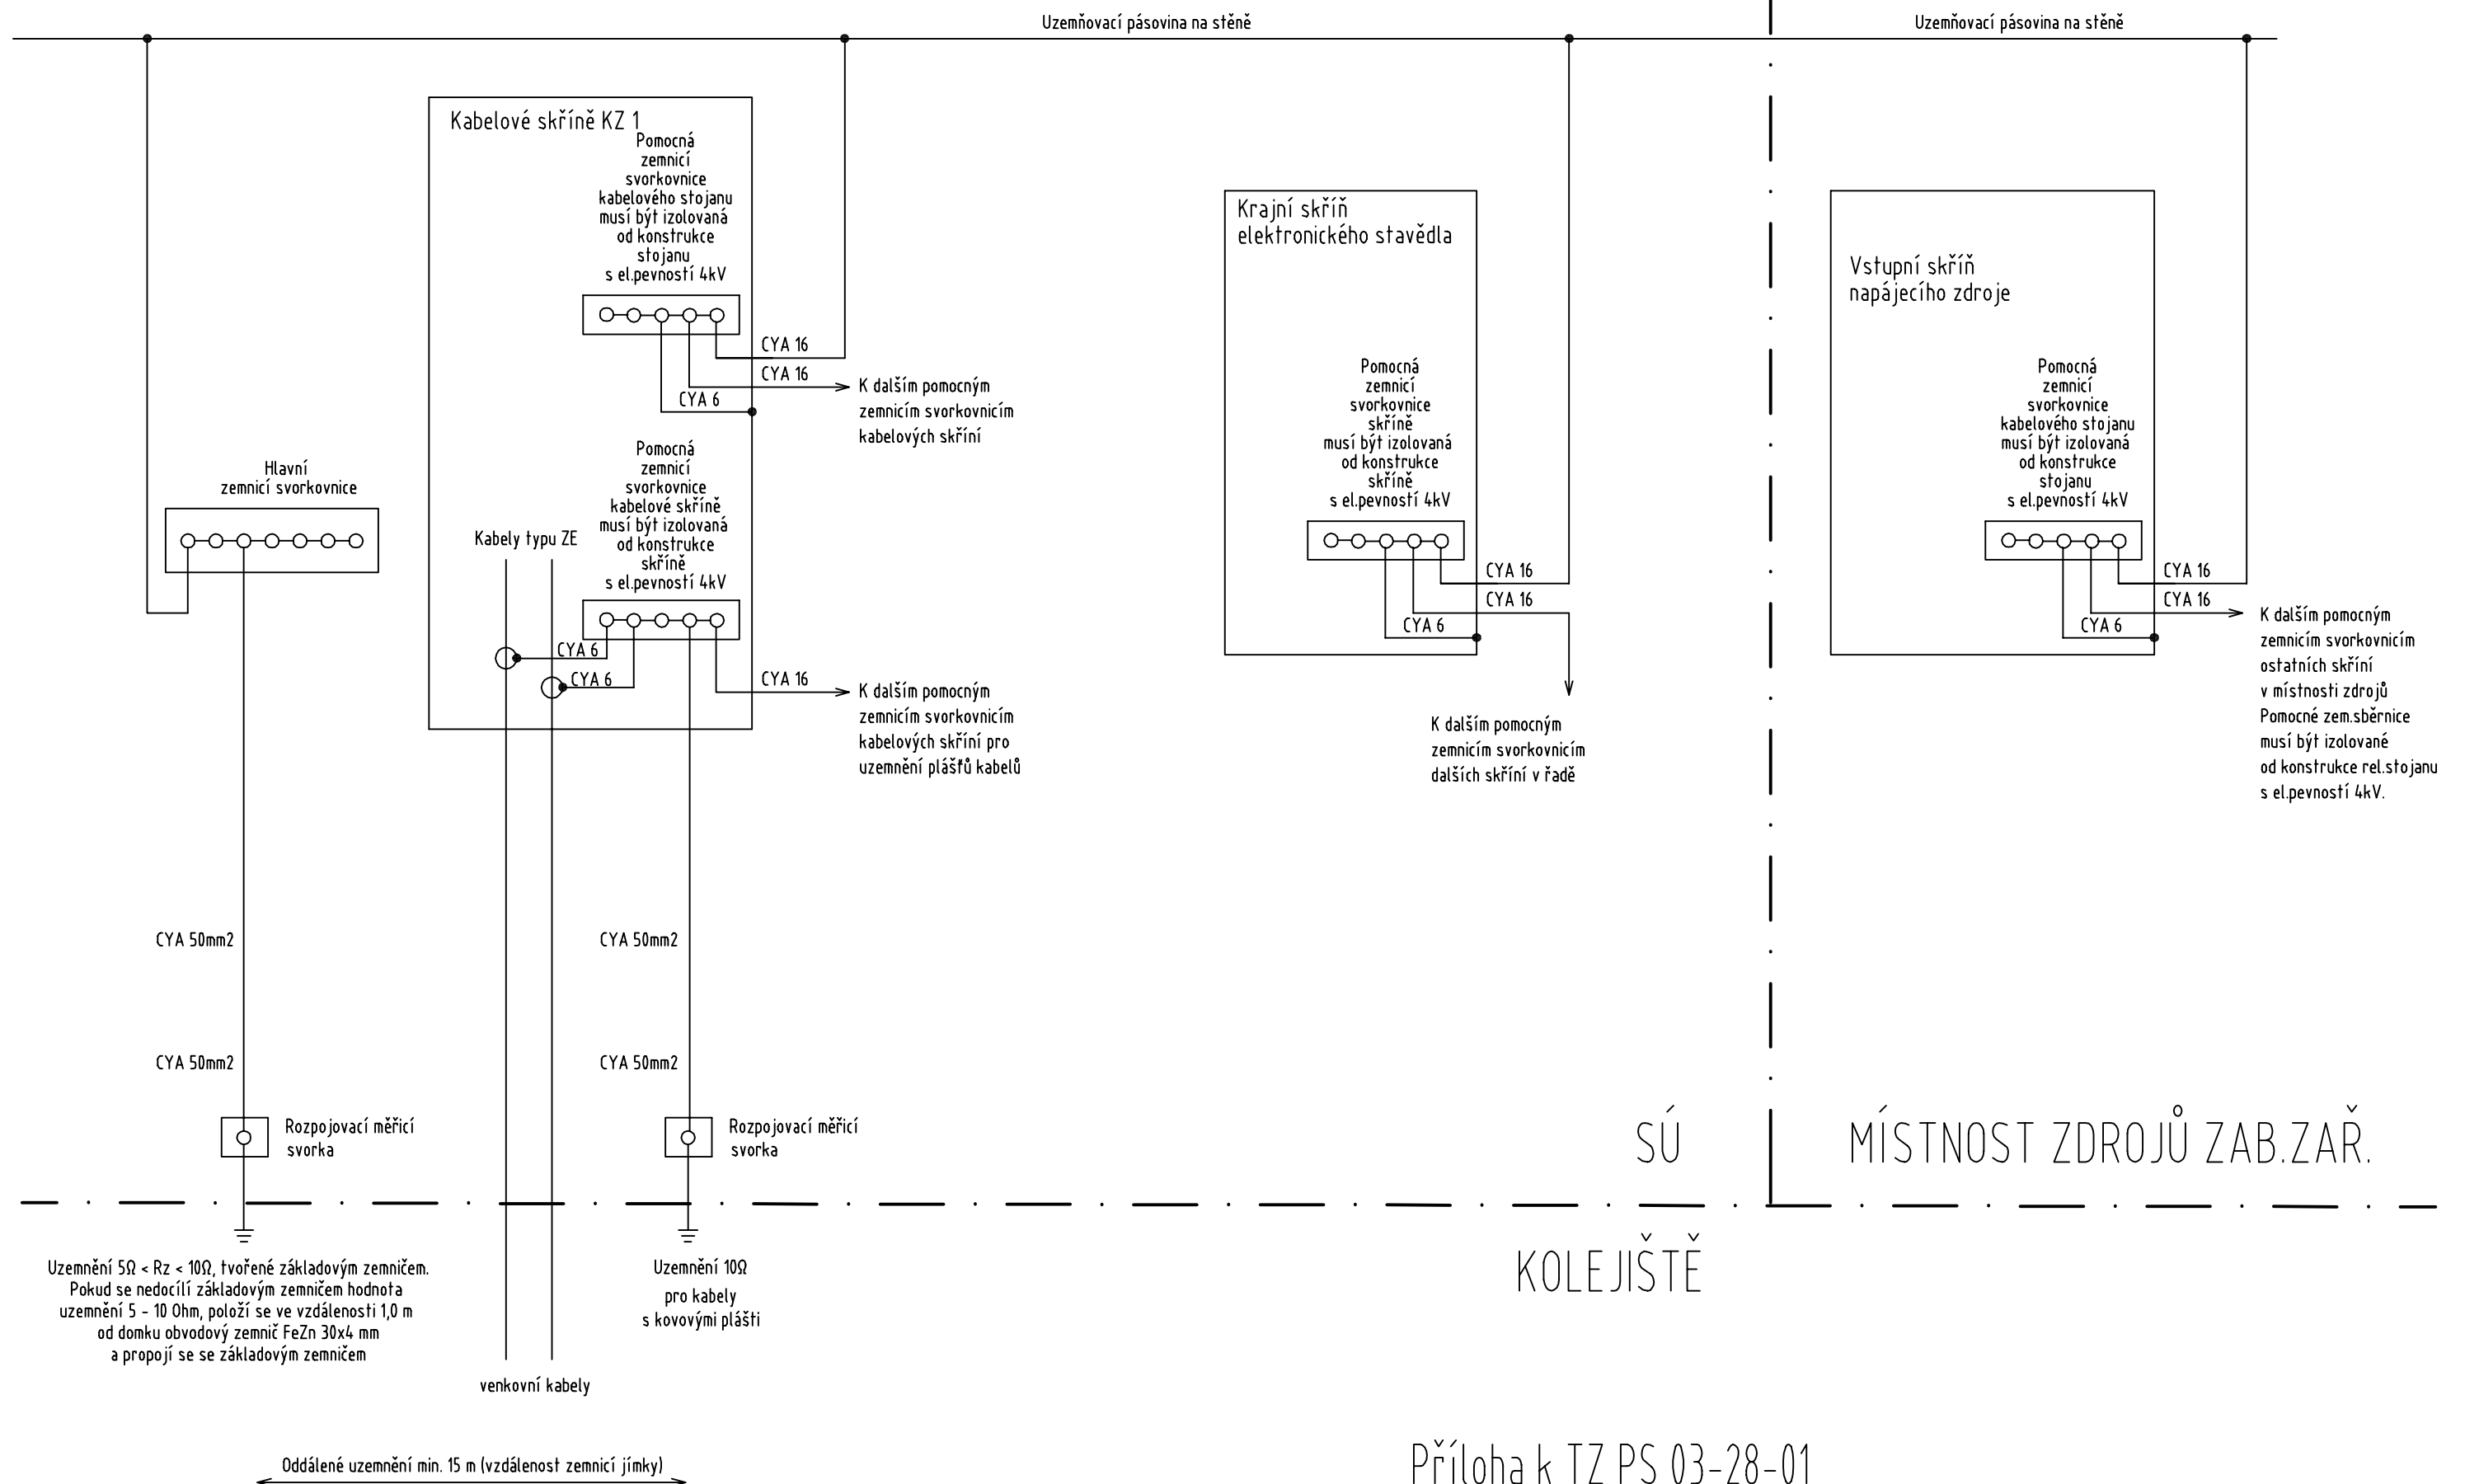 Uzemňovací pásovina na stěně
Uzemňovací pásovina na stěně
Kabelové skříně KZ 1
Pomocná
zemnicí
svorkovnice
kabelového stojanu
musí být izolovaná
od konstrukce
stojanu
s el.pevností 4kV
CYA 16
CYA 16
CYA 6
K dalším pomocným
zemnicím svorkovnicím
kabelových skříní
Hlavní
zemnicí svorkovnice
Kabely typu ZE
Pomocná
zemnicí
svorkovnice
kabelové skříně
musí být izolovaná
od konstrukce
skříně
s el.pevností 4kV
CYA 6
CYA 6
CYA 16
K dalším pomocným
zemnicím svorkovnicím
kabelových skříní pro
uzemnění plášťů kabelů
Krajní skříň
elektronického stavědla
Pomocná
zemnicí
svorkovnice
skříně
musí být izolovaná
od konstrukce
skříně
s el.pevností 4kV
CYA 16
CYA 16
CYA 6
K dalším pomocným
zemnicím svorkovnicím
dalších skříní v řadě
Vstupní skříň
napájecího zdroje
Pomocná
zemnicí
svorkovnice
kabelového stojanu
musí být izolovaná
od konstrukce
stojanu
s el.pevností 4kV
CYA 16
CYA 16
CYA 6
K dalším pomocným
zemnicím svorkovnicím
ostatních skříní
v místnosti zdrojů
Pomocné zem.sběrnice
musí být izolované
od konstrukce rel.stojanu
s el.pevností 4kV.
CYA 50mm2
CYA 50mm2
CYA 50mm2
CYA 50mm2
Rozpojovací měřicí
svorka
Rozpojovací měřicí
svorka
SÚ
MÍSTNOST ZDROJŮ ZAB.ZAŘ.
KOLEJIŠTĚ
Uzemnění 5Ω < Rz < 10Ω, tvořené základovým zemničem.
Pokud se nedocílí základovým zemničem hodnota
uzemnění 5 - 10 Ohm, položí se ve vzdálenosti 1,0 m
od domku obvodový zemnič FeZn 30x4 mm
a propojí se se základovým zemničem
Uzemnění 10Ω
pro kabely
s kovovými plášti
venkovní kabely
Oddálené uzemnění min. 15 m (vzdálenost zemnicí jímky)
Příloha k TZ PS 03-28-01